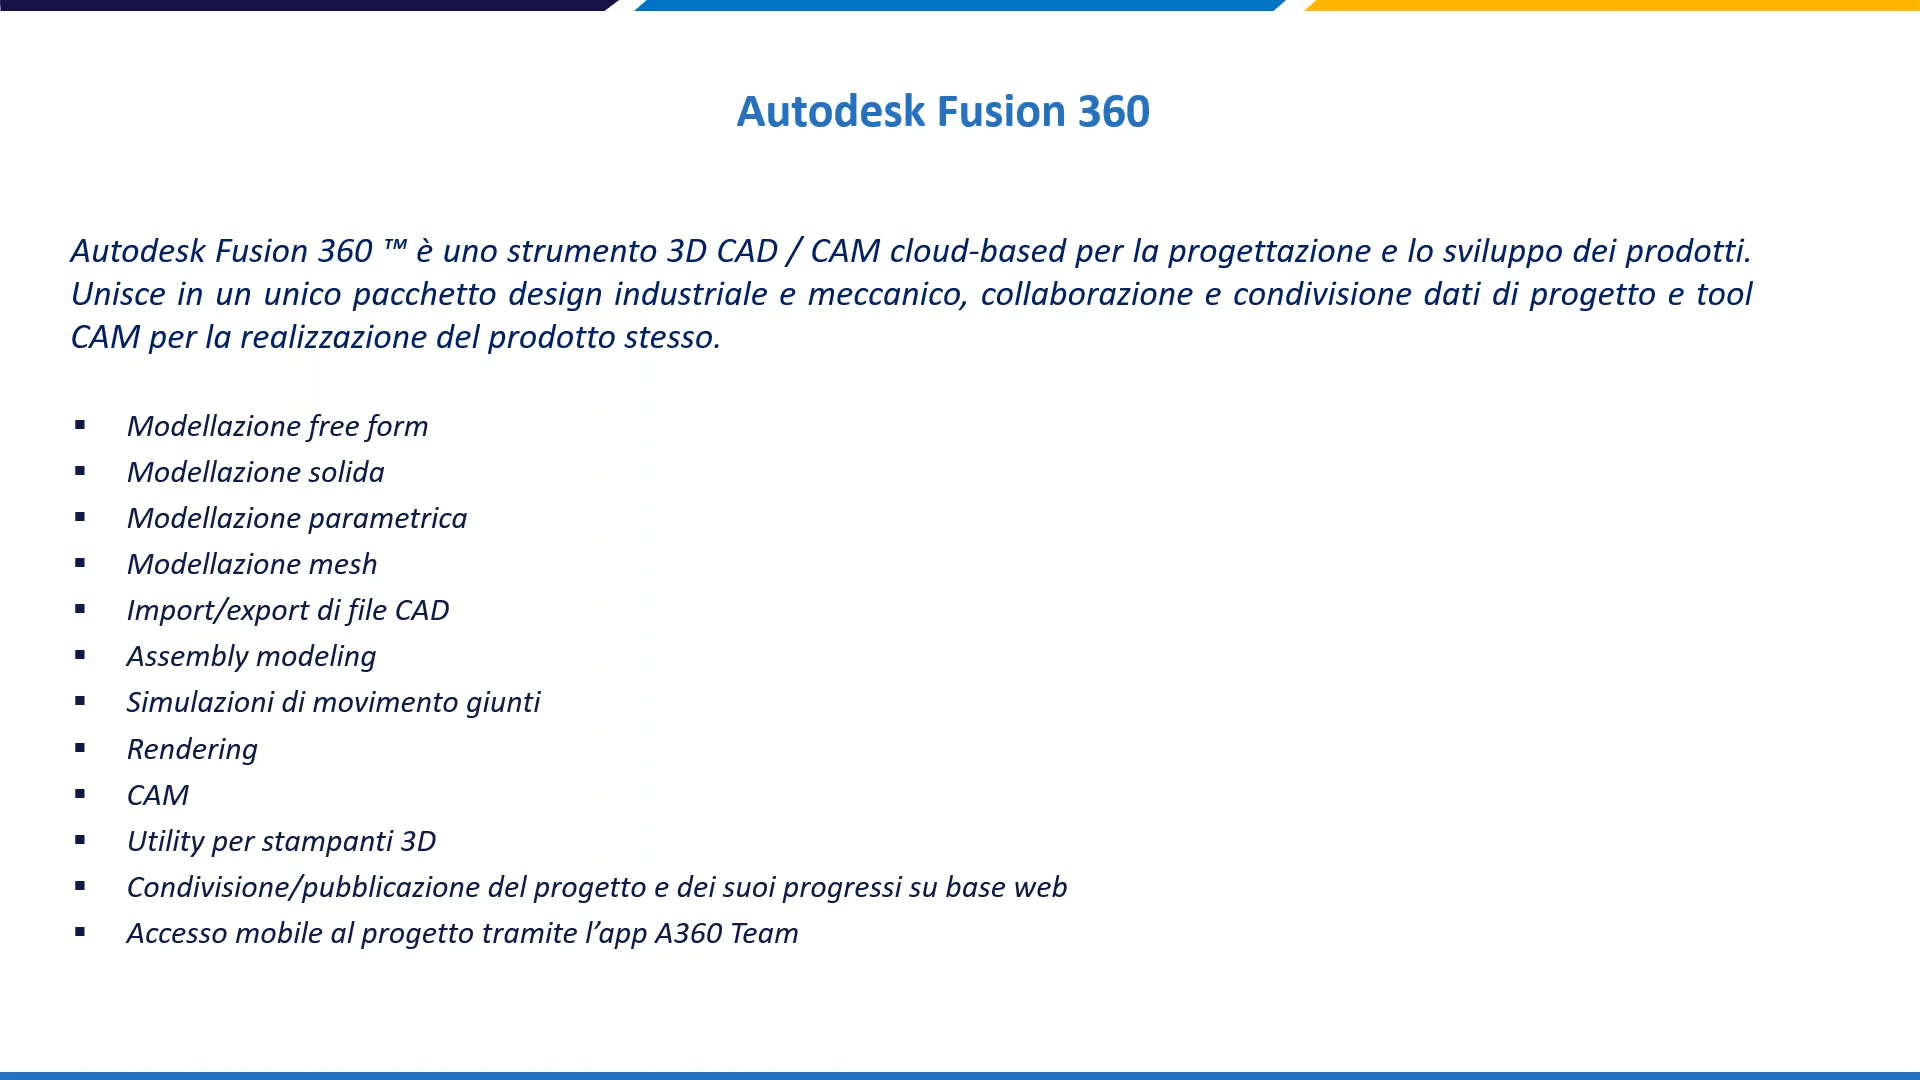 Autodesk Fusion 360
Autodesk Fusion 360 ™ è uno strumento 3D CAD / CAM cloud-based per la progettazione e lo sviluppo dei prodotti.
Unisce in un unico pacchetto design industriale e meccanico, collaborazione e condivisione dati di progetto e tool
CAM per la realizzazione del prodotto stesso.
▪ Modellazione free form
▪ Modellazione solida
▪ Modellazione parametrica
▪ Modellazione mesh
▪ Import/export di file CAD
▪ Assembly modeling
▪ Simulazioni di movimento giunti
▪ Rendering
▪ CAM
▪ Utility per stampanti 3D
▪ Condivisione/pubblicazione del progetto e dei suoi progressi su base web
▪ Accesso mobile al progetto tramite l’app A360 Team